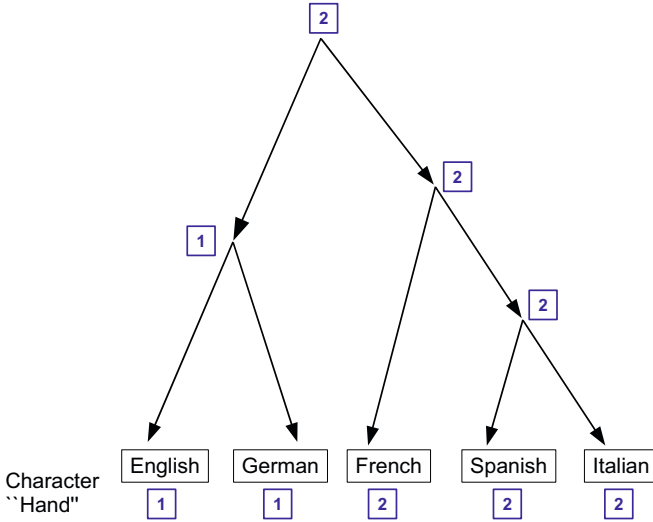 2
2
1
2
English German French Spanish Italian
Character
``Hand"
1 1 2 2 2